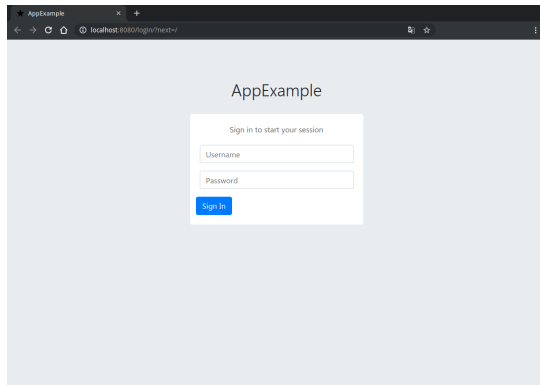 AppExample
localhost:8080/login/?next=/
AppExample
Sign in to start your session
Username
Password
Sign In